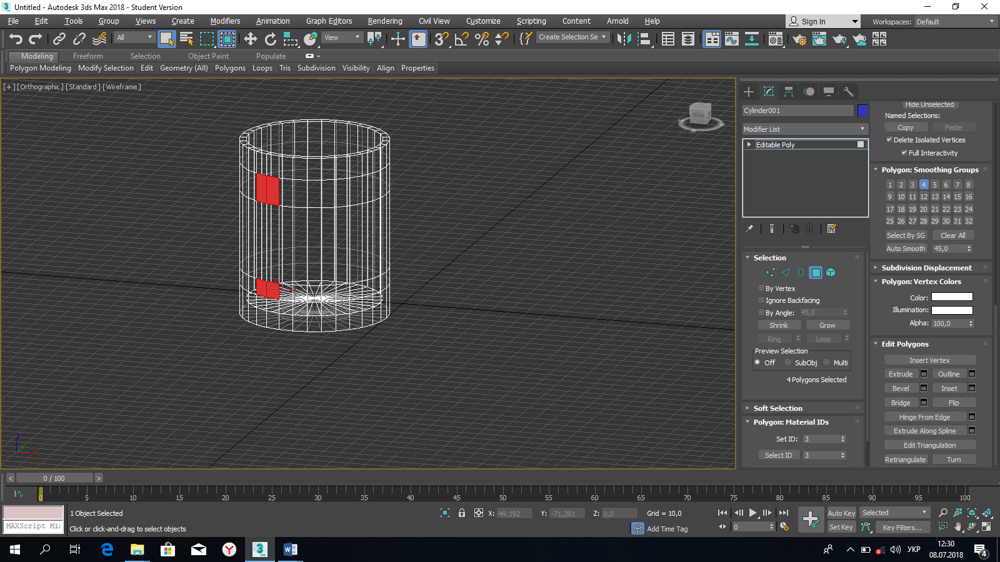 Untitled - Autodesk 3ds Max 2018 - Student Version
File Edit Tools Group Views Create Modifiers Animation Graph Editors Rendering Civil View Customize Scripting Content Arnold Help
Sign In Workspaces: Default
All View Create Selection Se
Modeling Freeform Selection Object Paint Populate
Polygon Modeling Modify Selection Edit Geometry (All) Polygons Loops Tris Subdivision Visibility Align Properties
[+] [Orthographic] [Standard] [Wireframe]
FRONT
Cylinder001
Modifier List
Editable Poly
Selection
By Vertex
Ignore Backfacing
By Angle: 45,0
Shrink Grow
Ring Loop
Preview Selection
Off SubObj Multi
4 Polygons Selected
Soft Selection
Polygon: Material IDs
Set ID: 3
Select ID 3
Hide Unselected
Named Selections:
Copy Paste
Delete Isolated Vertices
Full Interactivity
Polygon: Smoothing Groups
1 2 3 4 5 6 7 8
9 10 11 12 13 14 15 16
17 18 19 20 21 22 23 24
25 26 27 28 29 30 31 32
Select By SG Clear All
Auto Smooth 45,0
Subdivision Displacement
Polygon: Vertex Colors
Color:
Illumination:
Alpha: 100,0
Edit Polygons
Insert Vertex
Extrude Outline
Bevel Inset
Bridge Flip
Hinge From Edge
Extrude Along Spline
Edit Triangulation
Retriangulate Turn
0 / 100
0 5 10 15 20 25 30 35 40 45 50 55 60 65 70 75 80 85 90 95 100
1 Object Selected X: 49,192 Y: -71,291 Z: 0,0 Grid = 10,0 Auto Key Selected
MAXScript Mi
Click or click-and-drag to select objects Add Time Tag 0 Set Key Key Filters...
УКР 12:30
08.07.2018 4